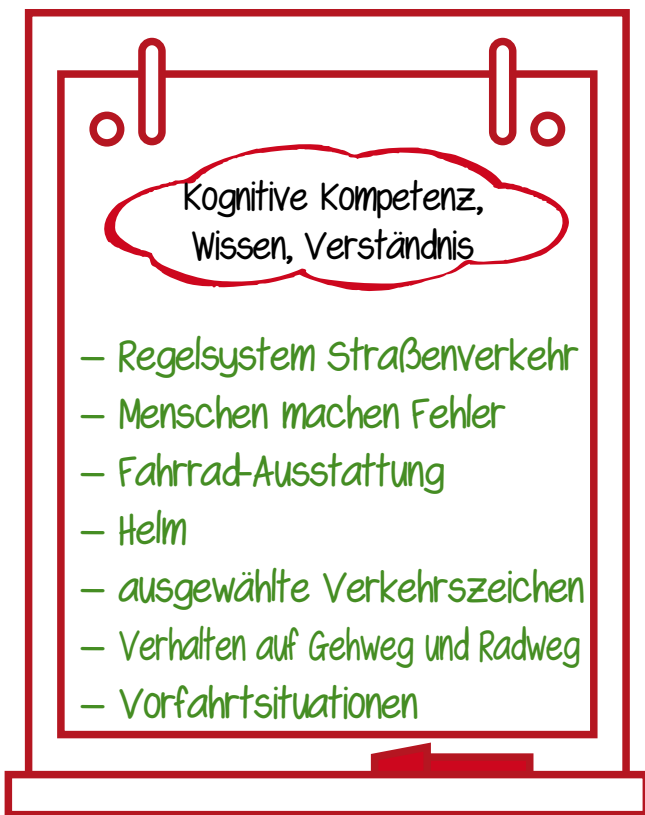 Kognitive Kompetenz,
Wissen, Verständnis
– Regelsystem Straßenverkehr
– Menschen machen Fehler
– Fahrrad-Ausstattung
– Helm
– ausgewählte Verkehrszeichen
– Verhalten auf Gehweg und Radweg
– Vorfahrtsituationen